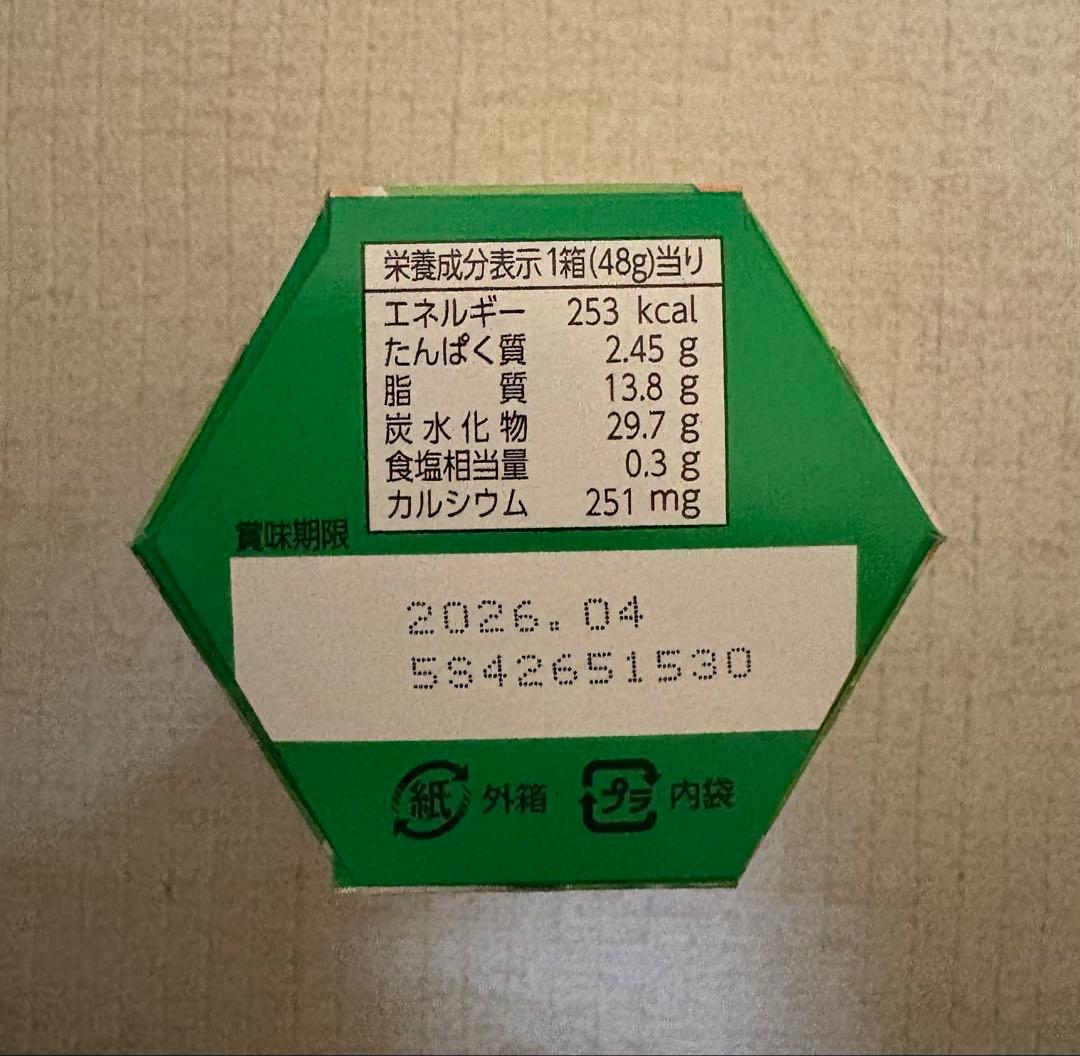 栄養成分表示1箱(48g)当り
エネルギー 253 kcal
たんぱく質 2.45 g
脂質 13.8 g
炭水化物 29.7 g
食塩相当量 0.3 g
カルシウム 251 mg
賞味期限
2026.04
5S42651530
紙 外箱 プラ 内袋